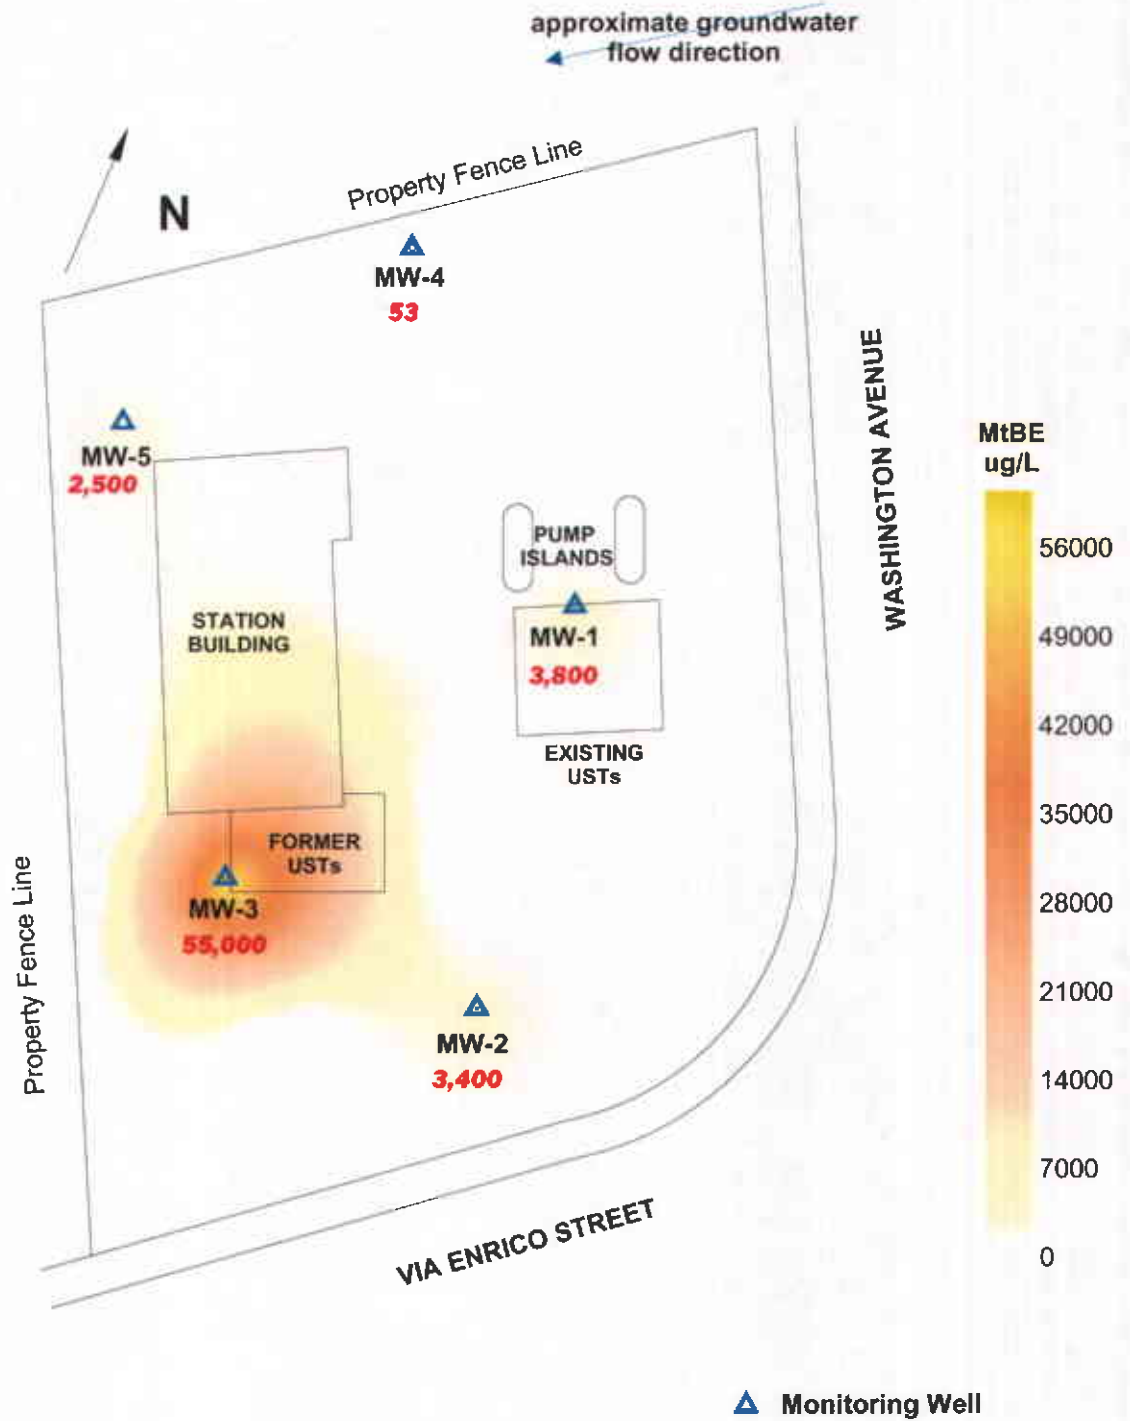 approximate groundwater
flow direction
Property Fence Line
N
MW-4
53
MW-5
2,500
WASHINGTON AVENUE
MtBE
ug/L
56000
49000
42000
35000
28000
21000
14000
7000
0
PUMP
ISLANDS
STATION
BUILDING
MW-1
3,800
EXISTING
USTs
FORMER
USTs
MW-3
55,000
Property Fence Line
MW-2
3,400
VIA ENRICO STREET
Monitoring Well